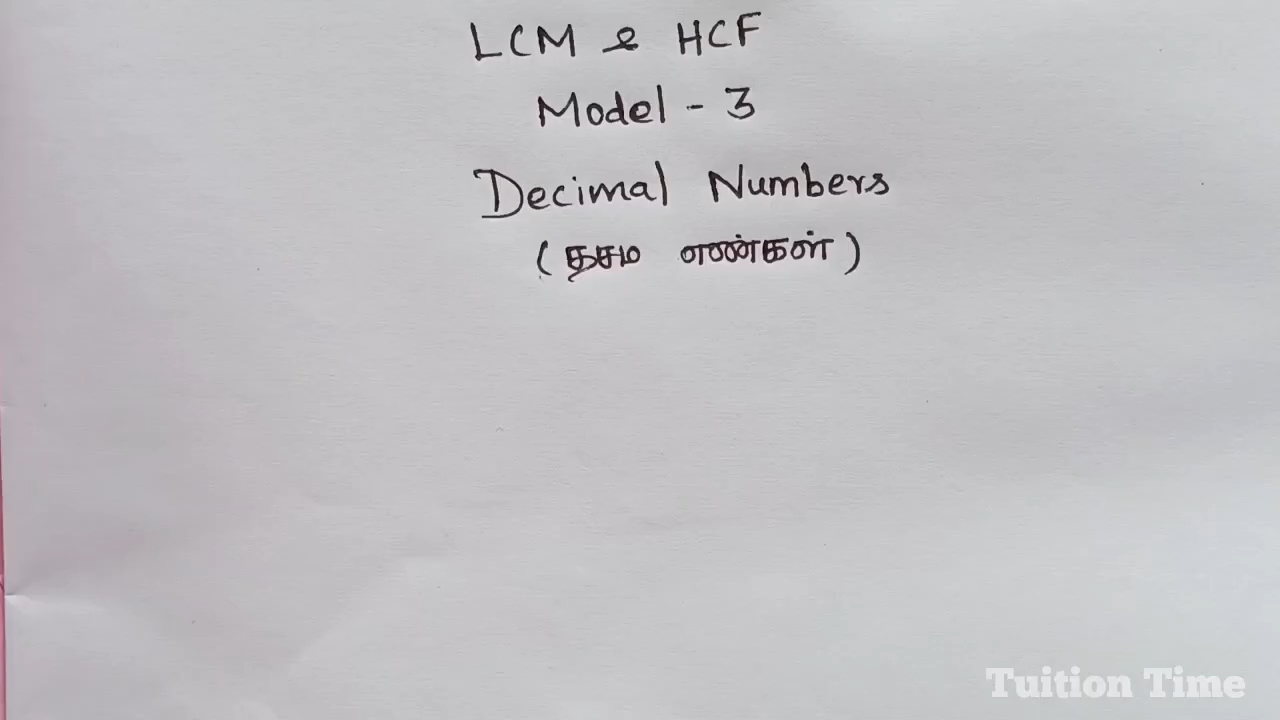 LCM & HCF
Model - 3
Decimal Numbers
(தசம எண்கள்)
Tuition Time